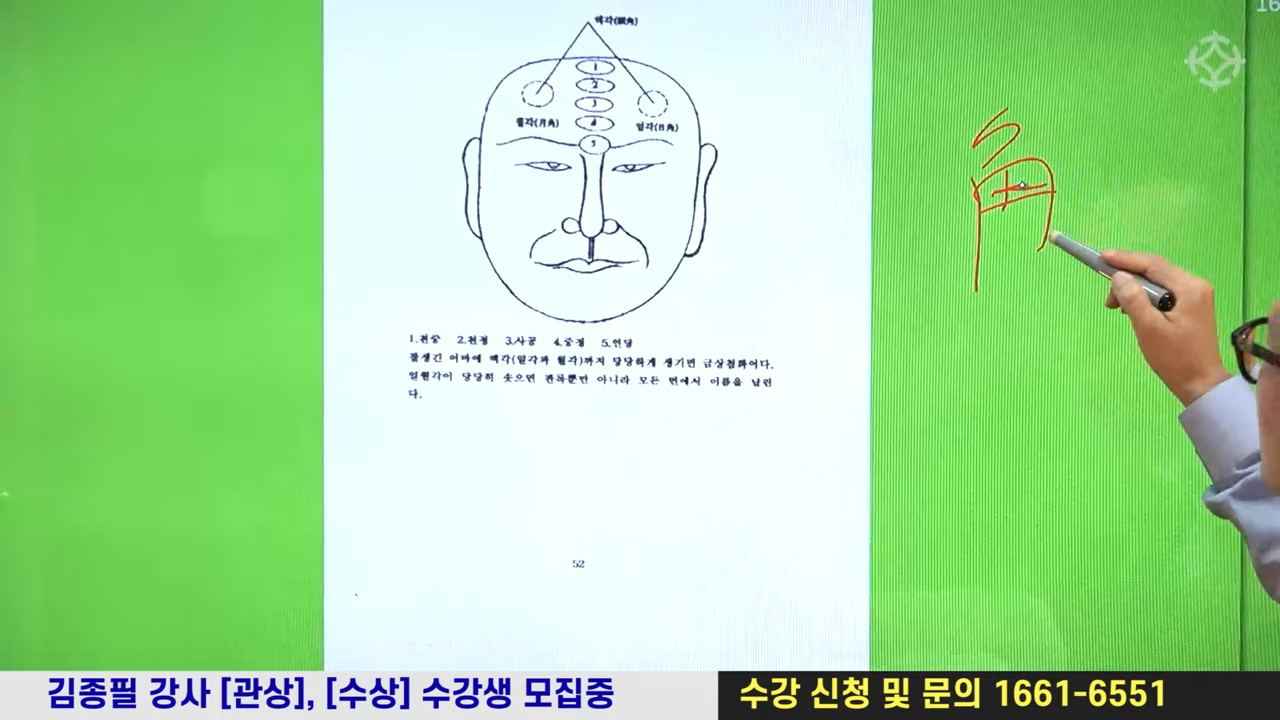 16
액각(額角)
1
2
3
4
5
월각(月角)
일각(日角)
角
1.천중 2.천정 3.사공 4.중정 5.인당
잘생긴 이마에 액각(일각과 월각)까지 당당하게 생기면 금상첨화이다.
일월각이 당당히 솟으면 관록뿐만 아니라 모든 면에서 이름을 날린
다.
52
김종필 강사 [관상], [수상] 수강생 모집중
수강 신청 및 문의 1661-6551